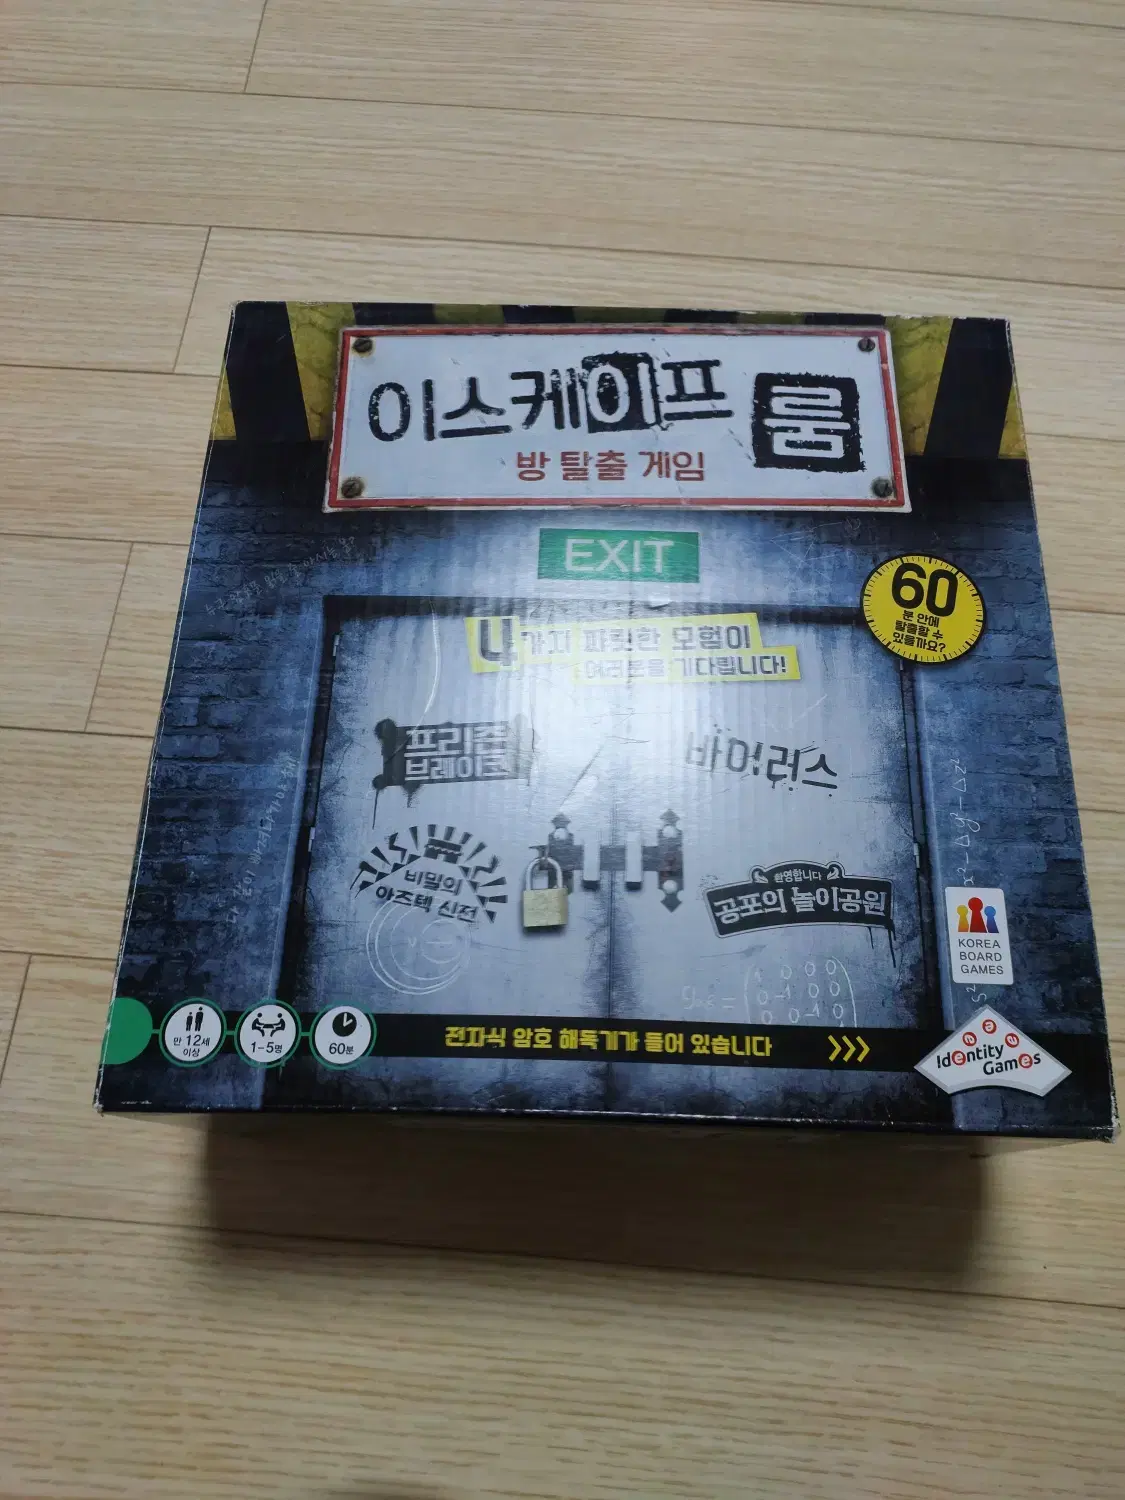 이스케이프 룸
방 탈출 게임
EXIT
60
분 안에
탈출할 수
있을까요?
4가지 짜릿한 모험이
여러분을 기다립니다!
프리즌
브레이크
바이러스
비밀의
아즈텍 신전
환영합니다
공포의 놀이공원
KOREA
BOARD
GAMES
만 12세
이상
1-5명
60분
전자식 암호 해독기가 들어 있습니다
Identity
Games